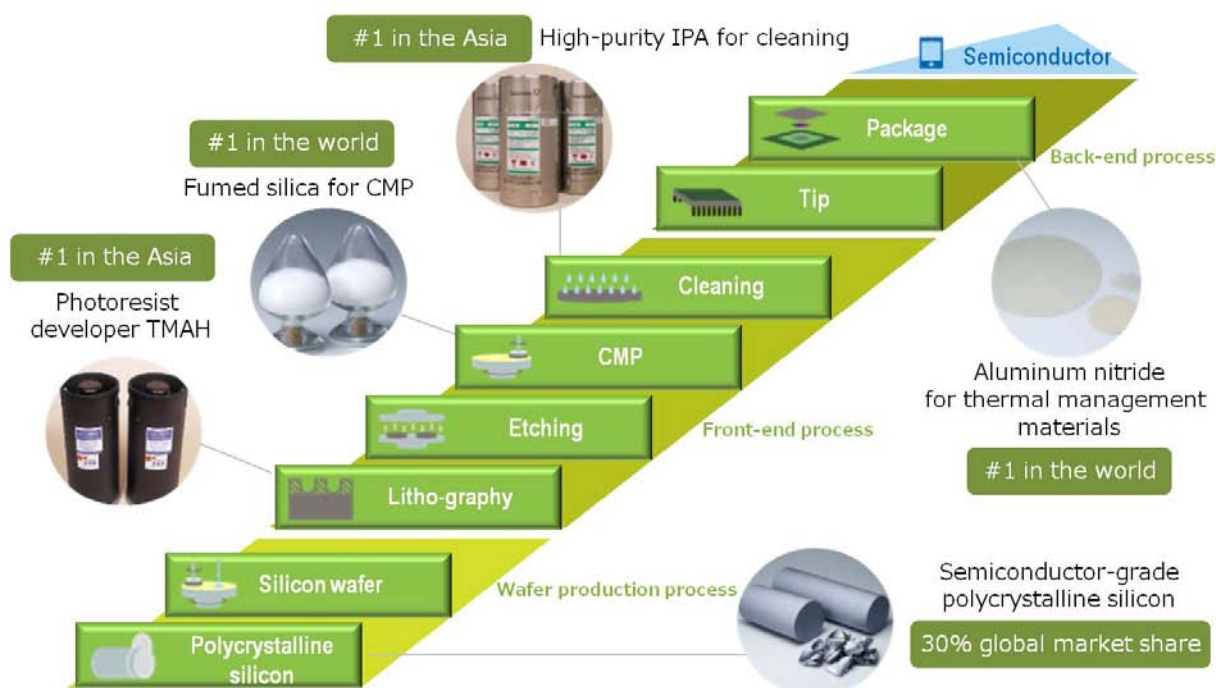 #1 in the Asia
High-purity IPA for cleaning
Semiconductor
#1 in the world
Fumed silica for CMP
Package
Back-end process
Tip
#1 in the Asia
Photoresist
developer TMAH
Cleaning
CMP
Aluminum nitride
for thermal management
materials
#1 in the world
Etching
Front-end process
Litho-graphy
Silicon wafer
Wafer production process
Semiconductor-grade
polycrystalline silicon
30% global market share
Polycrystalline
silicon